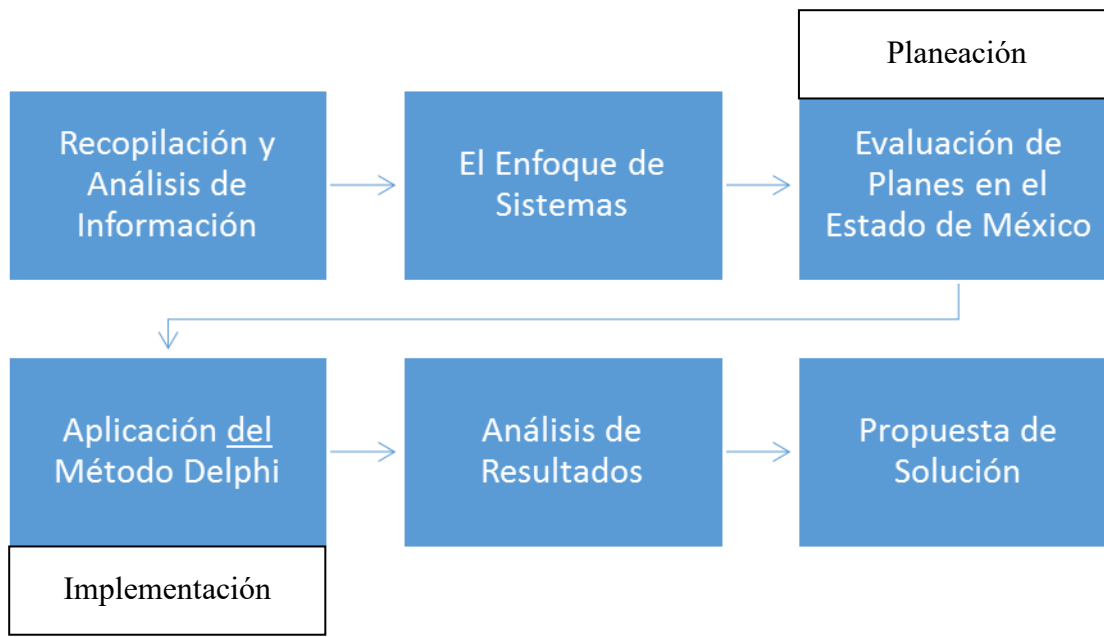 Planeación
Recopilación y
Análisis de
Información
El Enfoque de
Sistemas
Evaluación de
Planes en el
Estado de México
Aplicación del
Método Delphi
Análisis de
Resultados
Propuesta de
Solución
Implementación